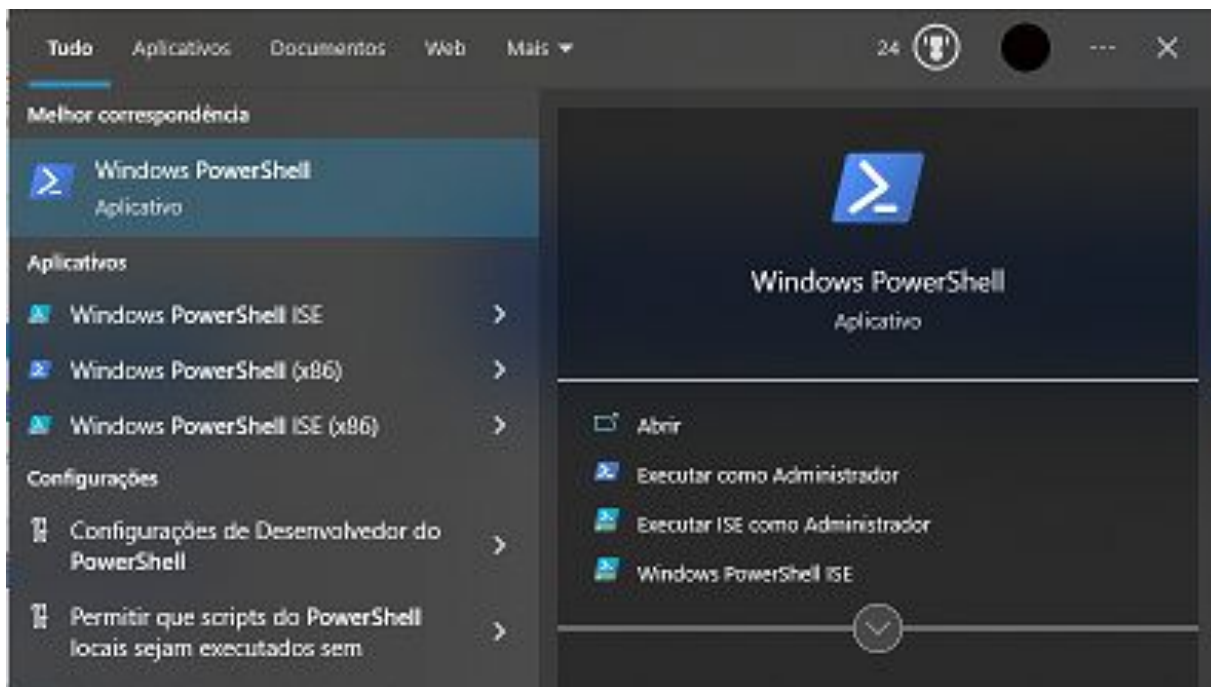 Tudo Aplicativos Documentos Web Mais 24
Melhor correspondência
Windows PowerShell
Aplicativo
Aplicativos
Windows PowerShell ISE
Windows PowerShell (x86)
Windows PowerShell ISE (x86)
Configurações
Configurações de Desenvolvedor do
PowerShell
Permitir que scripts do PowerShell
locais sejam executados sem
Windows PowerShell
Aplicativo
Abrir
Executar como Administrador
Executar ISE como Administrador
Windows PowerShell ISE